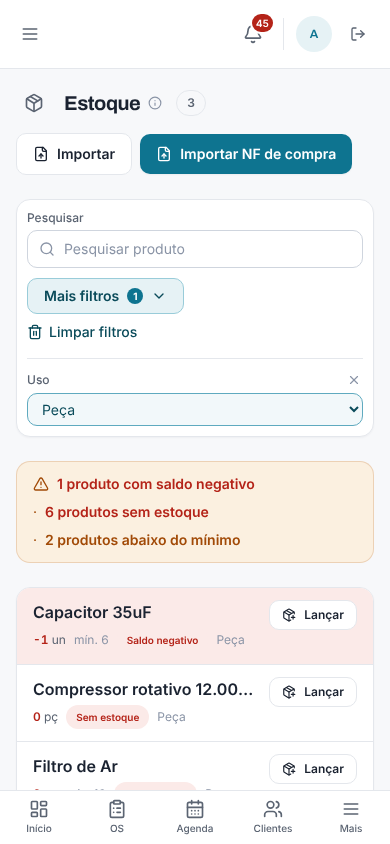 45
A
Estoque
3
Importar
Importar NF de compra
Pesquisar
Pesquisar produto
Mais filtros 1
Limpar filtros
Uso
Peça
1 produto com saldo negativo
· 6 produtos sem estoque
· 2 produtos abaixo do mínimo
Capacitor 35uF
Lançar
-1 un mín. 6 Saldo negativo Peça
Compressor rotativo 12.00...
Lançar
0 pç Sem estoque Peça
Filtro de Ar
Lançar
Início
OS
Agenda
Clientes
Mais